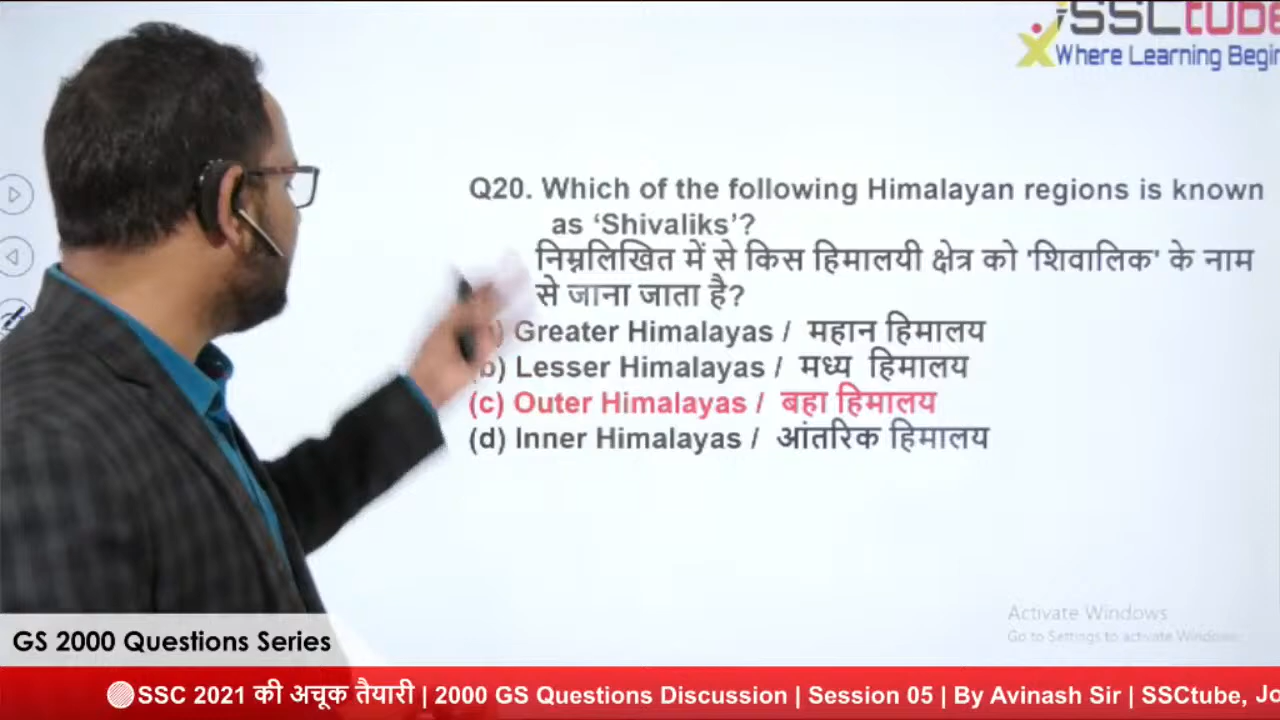 SSCtube
Where Learning Begin
Q20. Which of the following Himalayan regions is known
as ‘Shivaliks’?
निम्नलिखित में से किस हिमालयी क्षेत्र को 'शिवालिक' के नाम
से जाना जाता है?
) Greater Himalayas / महान हिमालय
b) Lesser Himalayas / मध्य हिमालय
(c) Outer Himalayas / बहा हिमालय
(d) Inner Himalayas / आंतरिक हिमालय
Activate Windows
Go to Settings to activate Windows.
GS 2000 Questions Series
SSC 2021 की अचूक तैयारी | 2000 GS Questions Discussion | Session 05 | By Avinash Sir | SSCtube, Jo